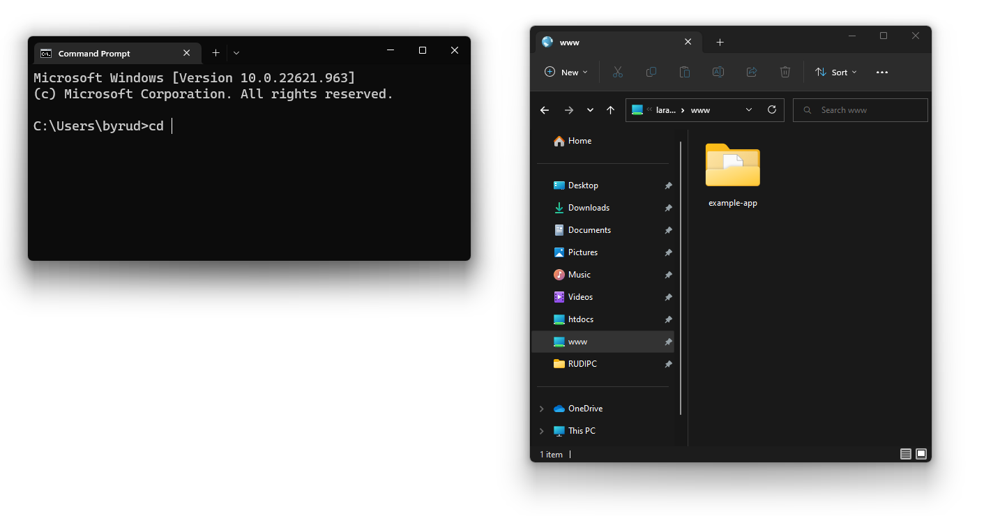 Command Prompt
Microsoft Windows [Version 10.0.22621.963]
(c) Microsoft Corporation. All rights reserved.
C:\Users\byrud>cd
www
New
Sort
« lara... › www
Search www
Home
Desktop
Downloads
Documents
Pictures
Music
Videos
htdocs
www
RUDIPC
OneDrive
This PC
example-app
1 item